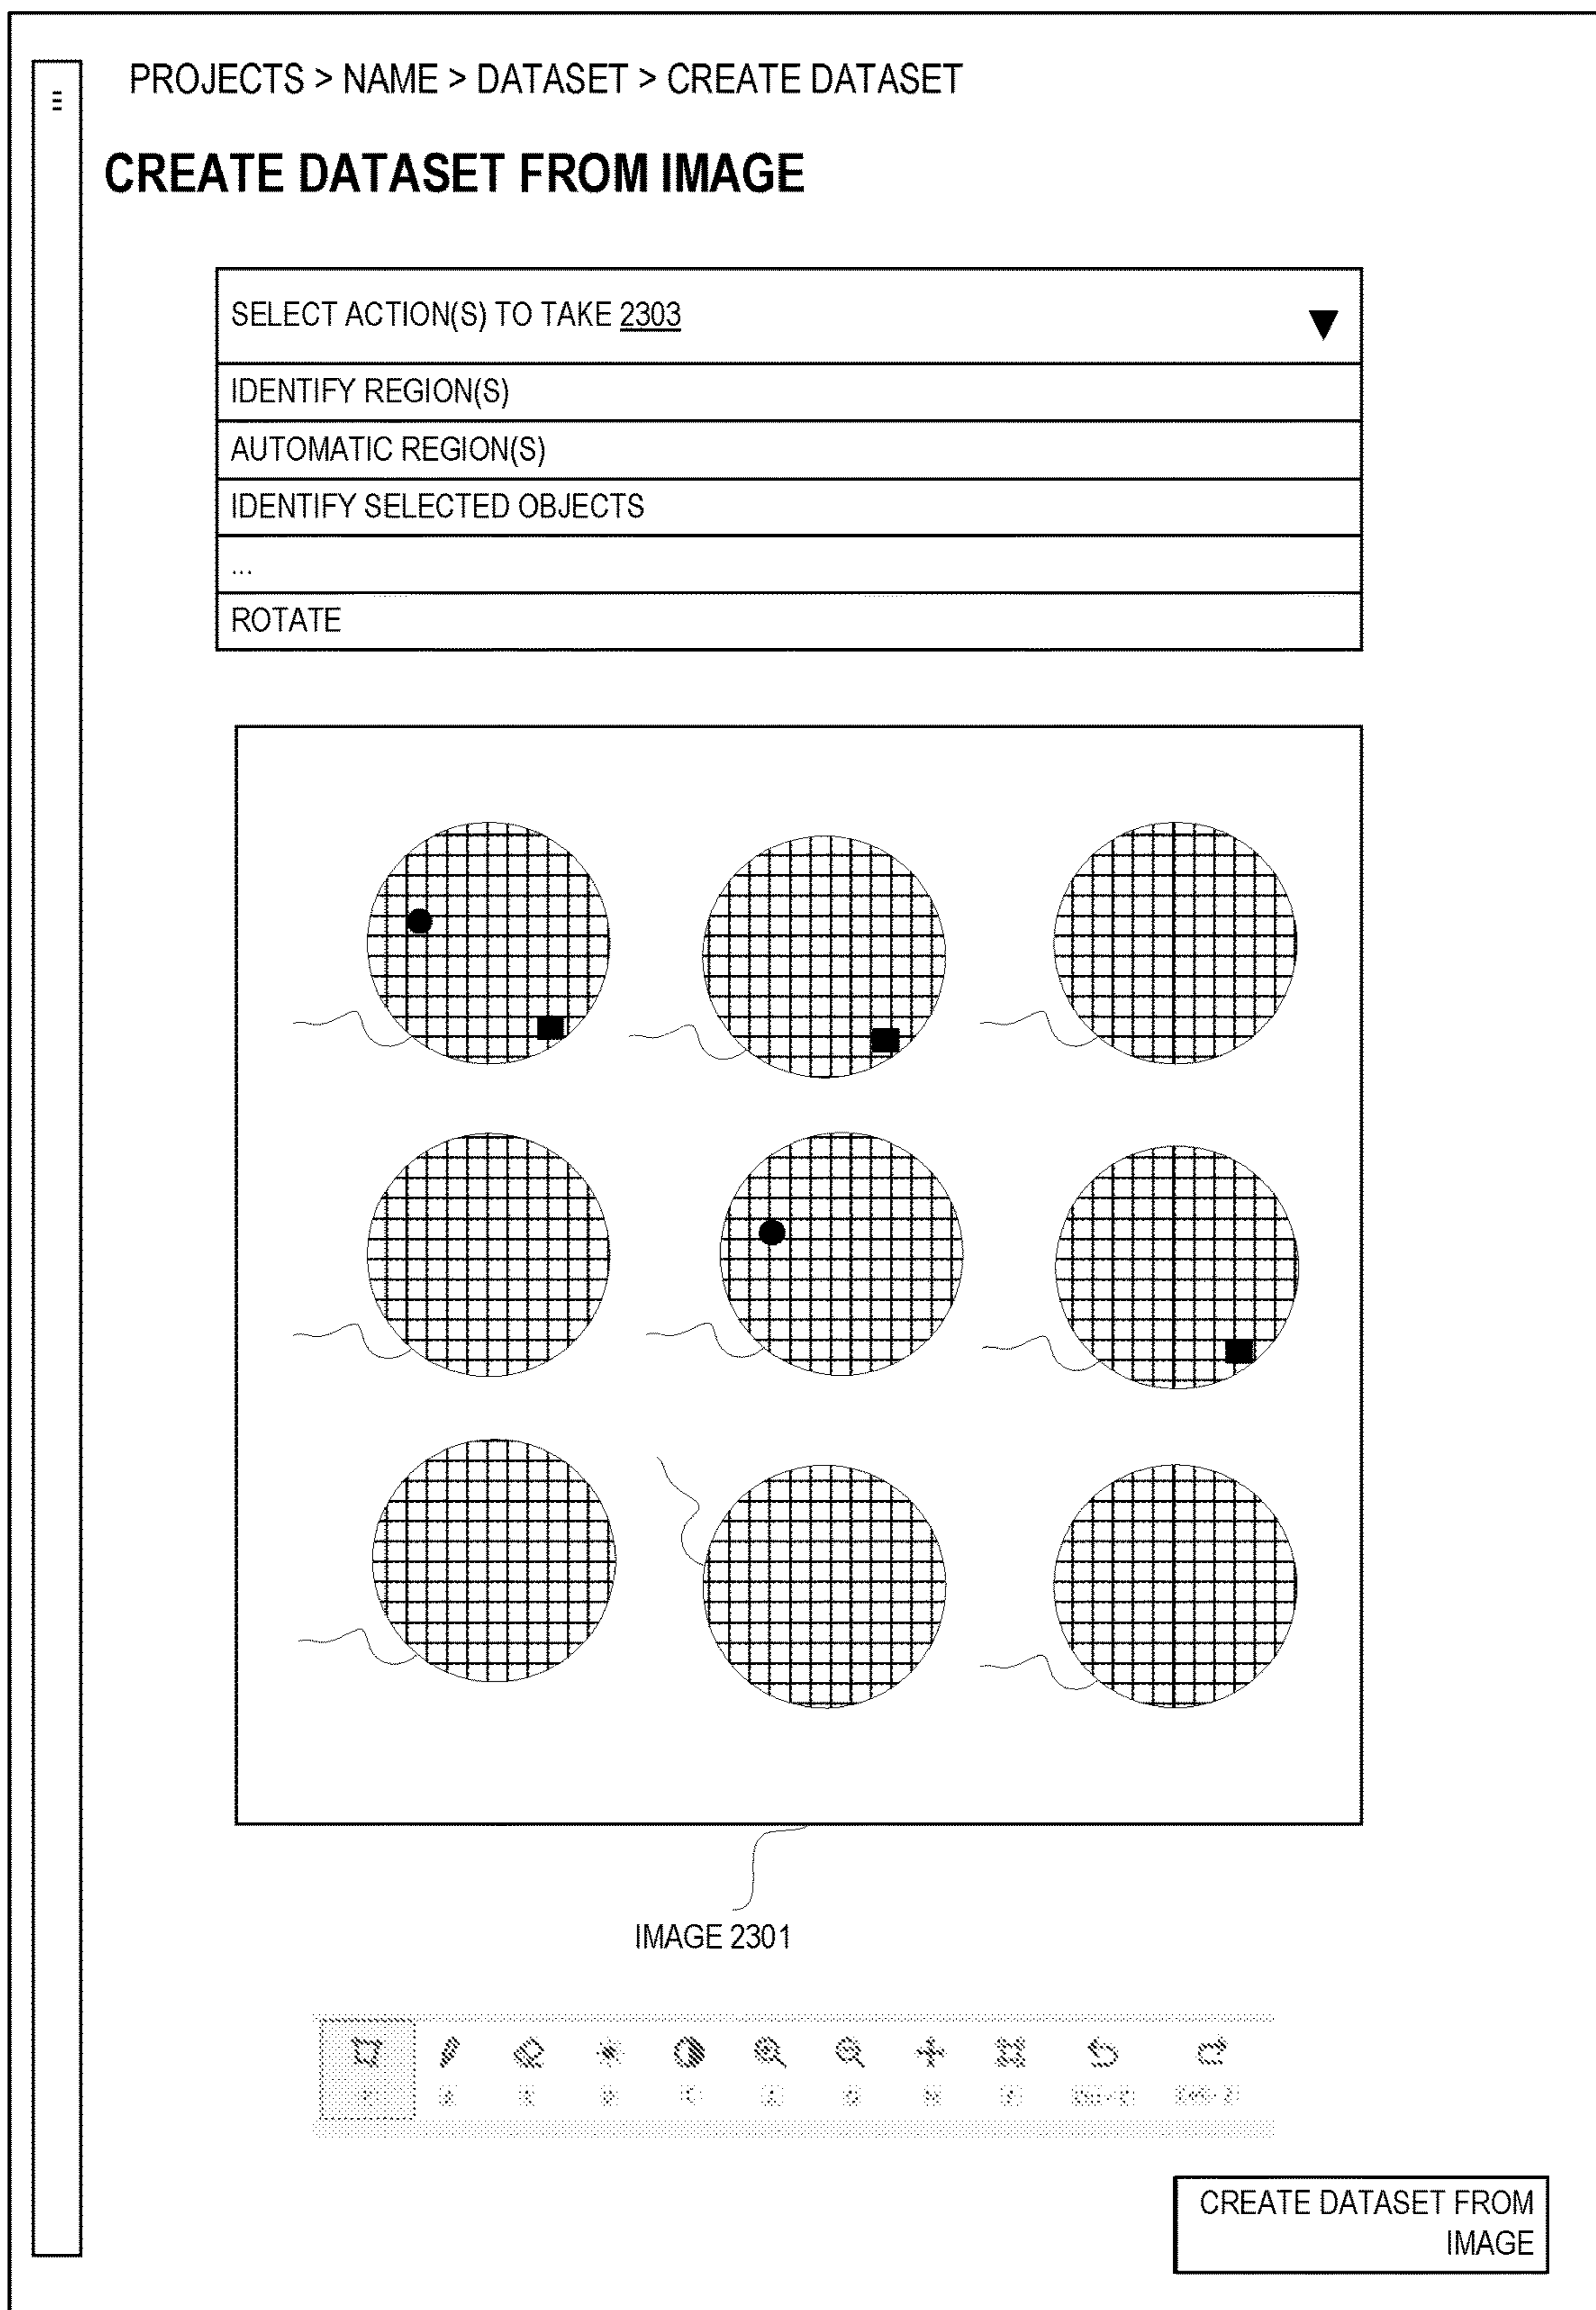 PROJECTS > NAME > DATASET > CREATE DATASET
CREATE DATASET FROM IMAGE
SELECT ACTION(S) TO TAKE 2303
IDENTIFY REGION(S)
AUTOMATIC REGION(S)
IDENTIFY SELECTED OBJECTS
...
ROTATE
IMAGE 2301
CREATE DATASET FROM
IMAGE